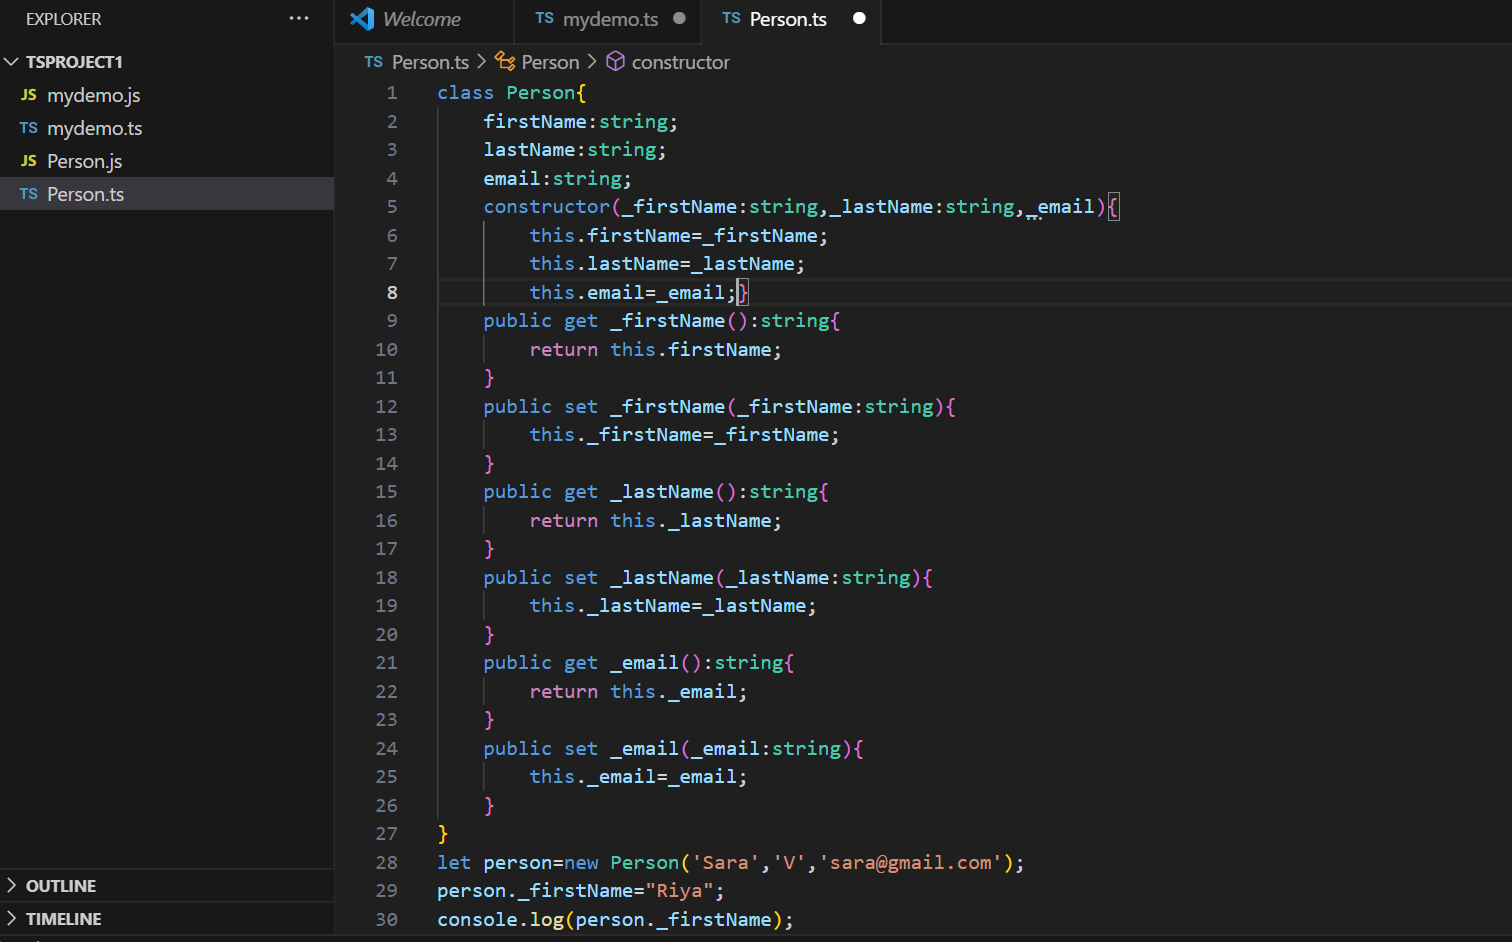 EXPLORER ···
TSPROJECT1
JS mydemo.js
TS mydemo.ts
JS Person.js
TS Person.ts
OUTLINE
TIMELINE
Welcome TS mydemo.ts TS Person.ts
TS Person.ts > Person > constructor
1 class Person{
2 firstName:string;
3 lastName:string;
4 email:string;
5 constructor(_firstName:string,_lastName:string,_email){
6 this.firstName=_firstName;
7 this.lastName=_lastName;
8 this.email=_email;}
9 public get _firstName():string{
10 return this.firstName;
11 }
12 public set _firstName(_firstName:string){
13 this._firstName=_firstName;
14 }
15 public get _lastName():string{
16 return this._lastName;
17 }
18 public set _lastName(_lastName:string){
19 this._lastName=_lastName;
20 }
21 public get _email():string{
22 return this._email;
23 }
24 public set _email(_email:string){
25 this._email=_email;
26 }
27 }
28 let person=new Person('Sara','V','sara@gmail.com');
29 person._firstName="Riya";
30 console.log(person._firstName);